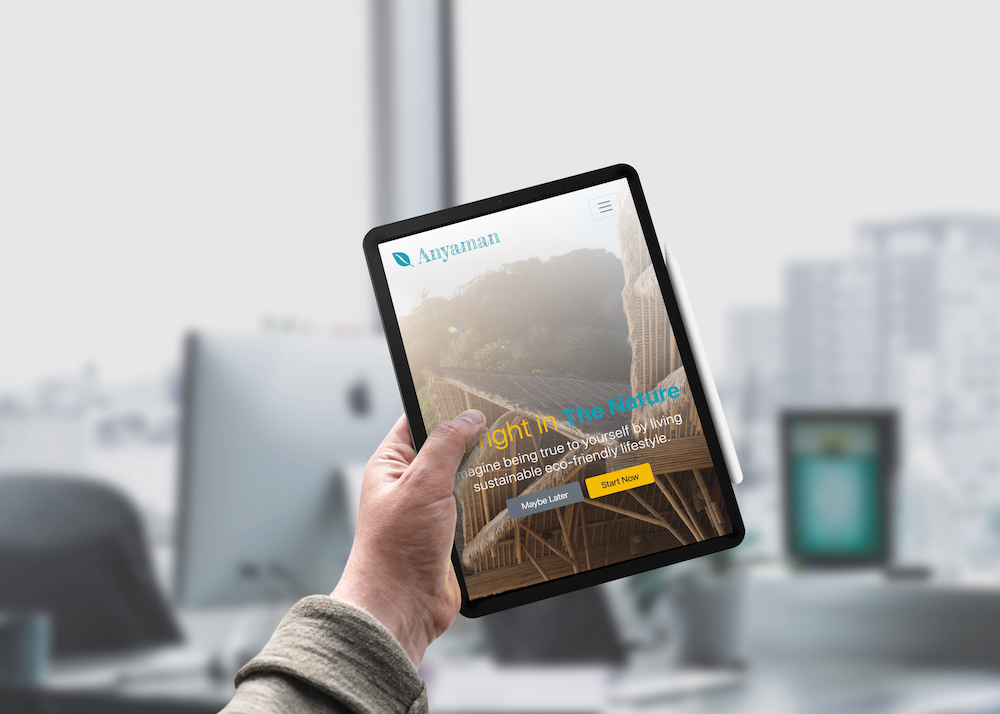 Anyaman
right in The Nature
magine being true to yourself by living
sustainable eco-friendly lifestyle.
Maybe Later
Start Now